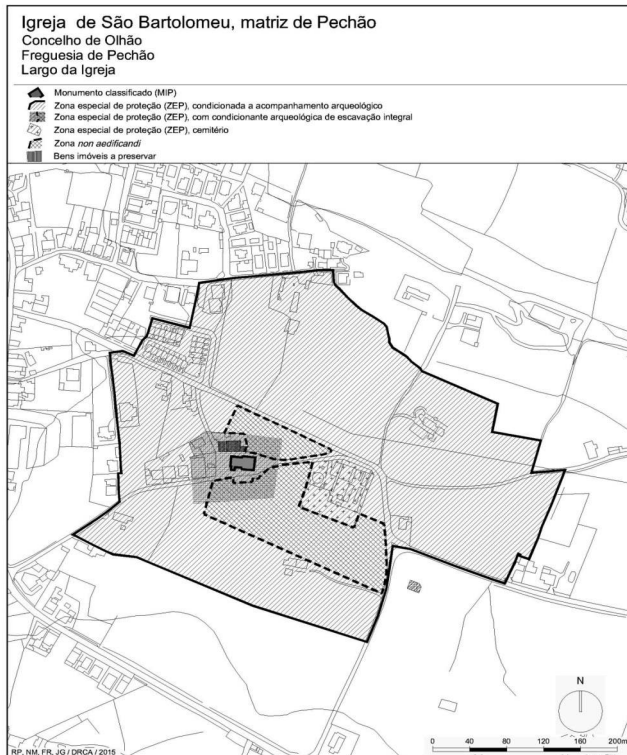 Igreja de São Bartolomeu, matriz de Pechão
Concelho de Olhão
Freguesia de Pechão
Largo da Igreja
Monumento classificado (MIP)
Zona especial de proteção (ZEP), condicionada a acompanhamento arqueológico
Zona especial de proteção (ZEP), com condicionante arqueológica de escavação integral
Zona especial de proteção (ZEP), cemitério
Zona non aedificandi
Bens imóveis a preservar
N
0 40 80 120 160 200m
RP, NM, FR, JG / DRCA / 2015